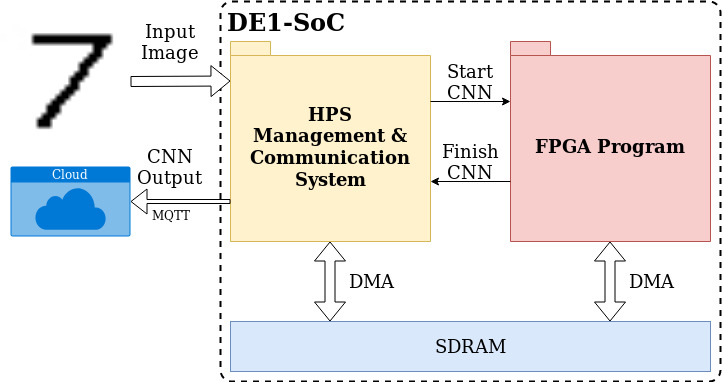 7
Input
Image
DE1-SoC
HPS
Management &
Communication
System
Start
CNN
Finish
CNN
FPGA Program
Cloud
CNN
Output
MQTT
DMA
DMA
SDRAM